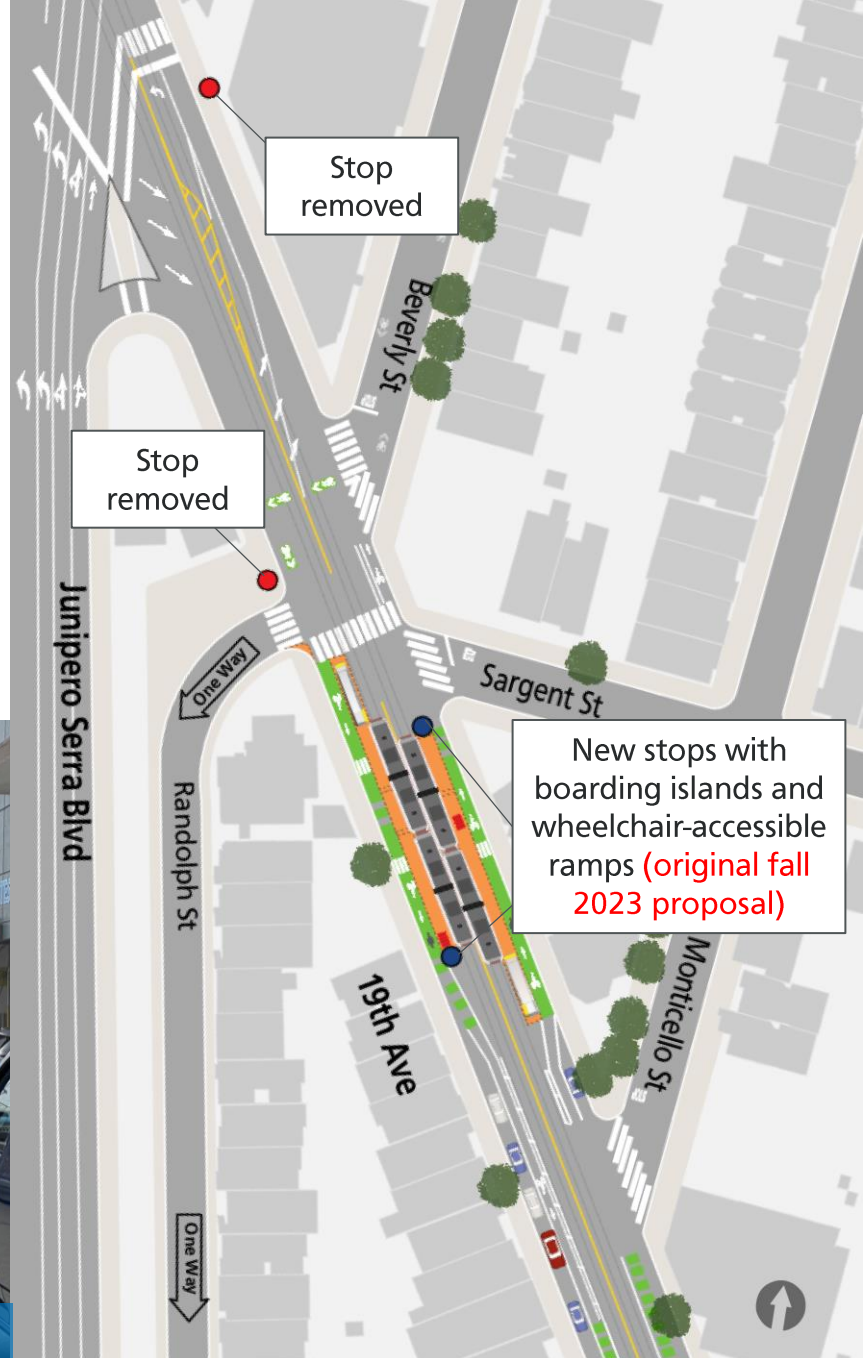 Stop
removed
Beverly St
Stop
removed
Junipero Serra Blvd
One Way
Sargent St
New stops with
boarding islands and
wheelchair-accessible
ramps (original fall
2023 proposal)
Randolph St
19th Ave
Monticello St
One Way